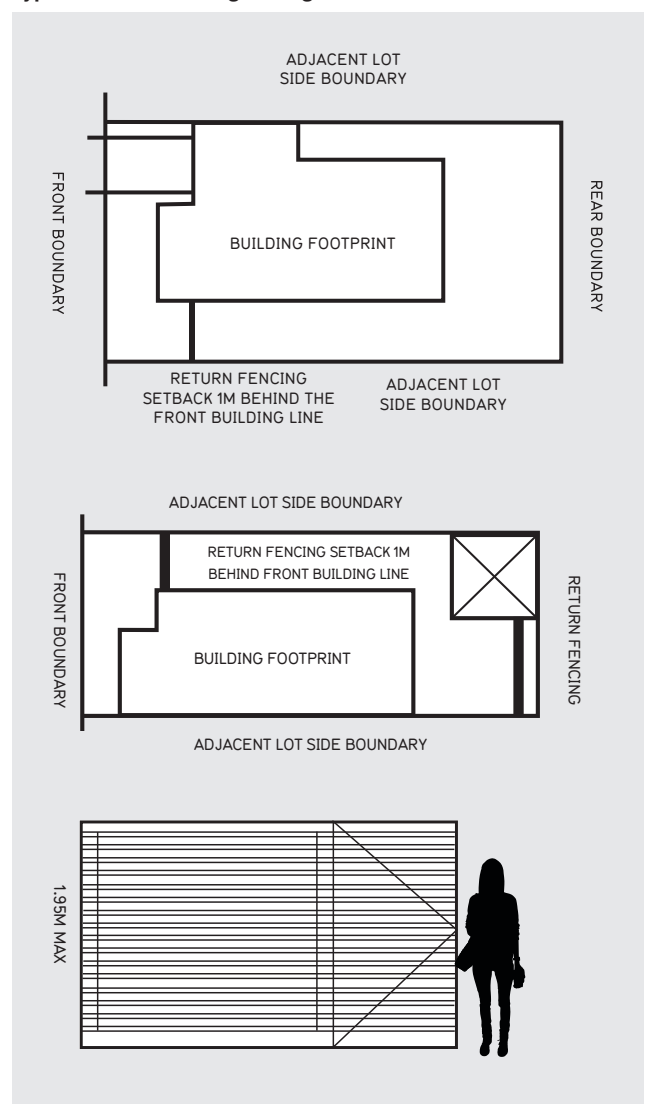 ADJACENT LOT
SIDE BOUNDARY
FRONT BOUNDARY
REAR BOUNDARY
BUILDING FOOTPRINT
RETURN FENCING
SETBACK 1M BEHIND THE
FRONT BUILDING LINE
ADJACENT LOT
SIDE BOUNDARY
ADJACENT LOT SIDE BOUNDARY
RETURN FENCING SETBACK 1M
BEHIND FRONT BUILDING LINE
FRONT BOUNDARY
RETURN FENCING
BUILDING FOOTPRINT
ADJACENT LOT SIDE BOUNDARY
1.95M MAX